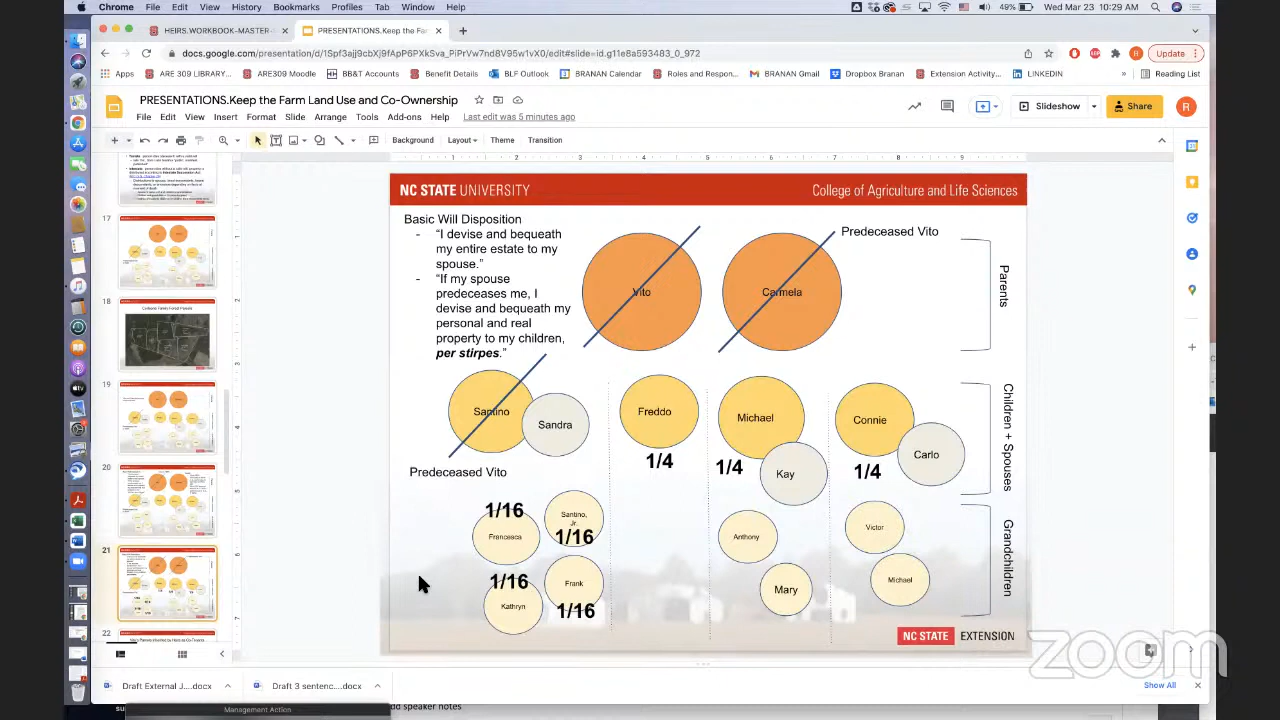 Chrome File Edit View History Bookmarks Profiles Tab Window Help 49% Wed Mar 23 10:29 AM
HEIRS.WORKBOOK-MASTER- PRESENTATIONS.Keep the Far
docs.google.com/presentation/d/1Spf3ajj9cbXj9fApP6PXkSva_PiPrVw7nd8V95w1vX0/edit#slide=id.g11e8a593483_0_972 Update
Apps ARE 309 LIBRARY... ARE309 Moodle BB&T Accounts Benefit Details BLF Outlook BRANAN Calendar Roles and Respon... BRANAN Gmail Dropbox Branan Extension Activity... LINKEDIN » Reading List
PRESENTATIONS.Keep the Farm Land Use and Co-Ownership
Slideshow Share R
File Edit View Insert Format Slide Arrange Tools Add-ons Help Last edit was 5 minutes ago
Background Layout Theme Transition
17
18
19
20
21
22
NC STATE UNIVERSITY College of Agriculture and Life Sciences
Basic Will Disposition
- "I devise and bequeath
my entire estate to my
spouse."
- "If my spouse
predeceases me, I
devise and bequeath my
personal and real
property to my children,
per stirpes."
Vito
Carmela
Predeceased Vito
Parents
Santino
Sandra
Freddo
Michael
Connie
Kay
Carlo
1/4
1/4
1/4
Children + Spouses
Predeceased Vito
1/16
Francesca
Santino,
Jr.
1/16
1/16
Kathryn
Frank
1/16
Anthony
Victor
Mary
Michael
Grandchildren
NC STATE EXTENSION
zoom
Draft External J....docx Draft 3 sentenc....docx Show All
Management Action
dd speaker notes